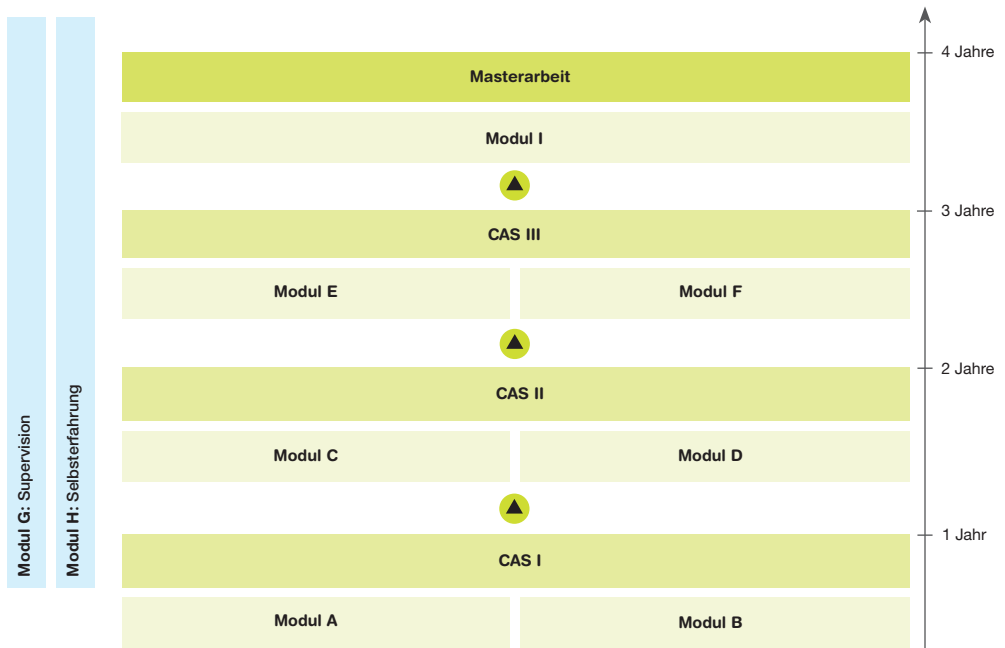 4 Jahre
Masterarbeit
Modul I
3 Jahre
CAS III
Modul E
Modul F
2 Jahre
CAS II
Modul C
Modul D
1 Jahr
CAS I
Modul A
Modul B
Modul G: Supervision
Modul H: Selbsterfahrung